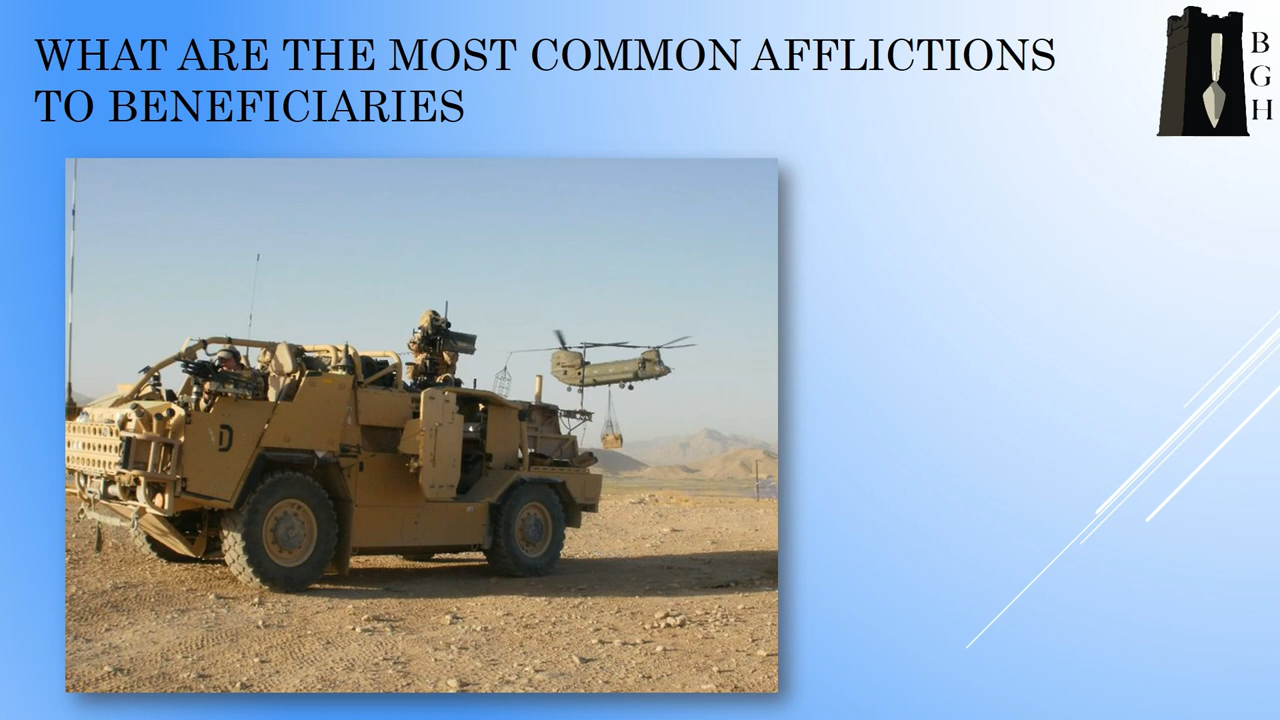 WHAT ARE THE MOST COMMON AFFLICTIONS
TO BENEFICIARIES
B
G
H
D